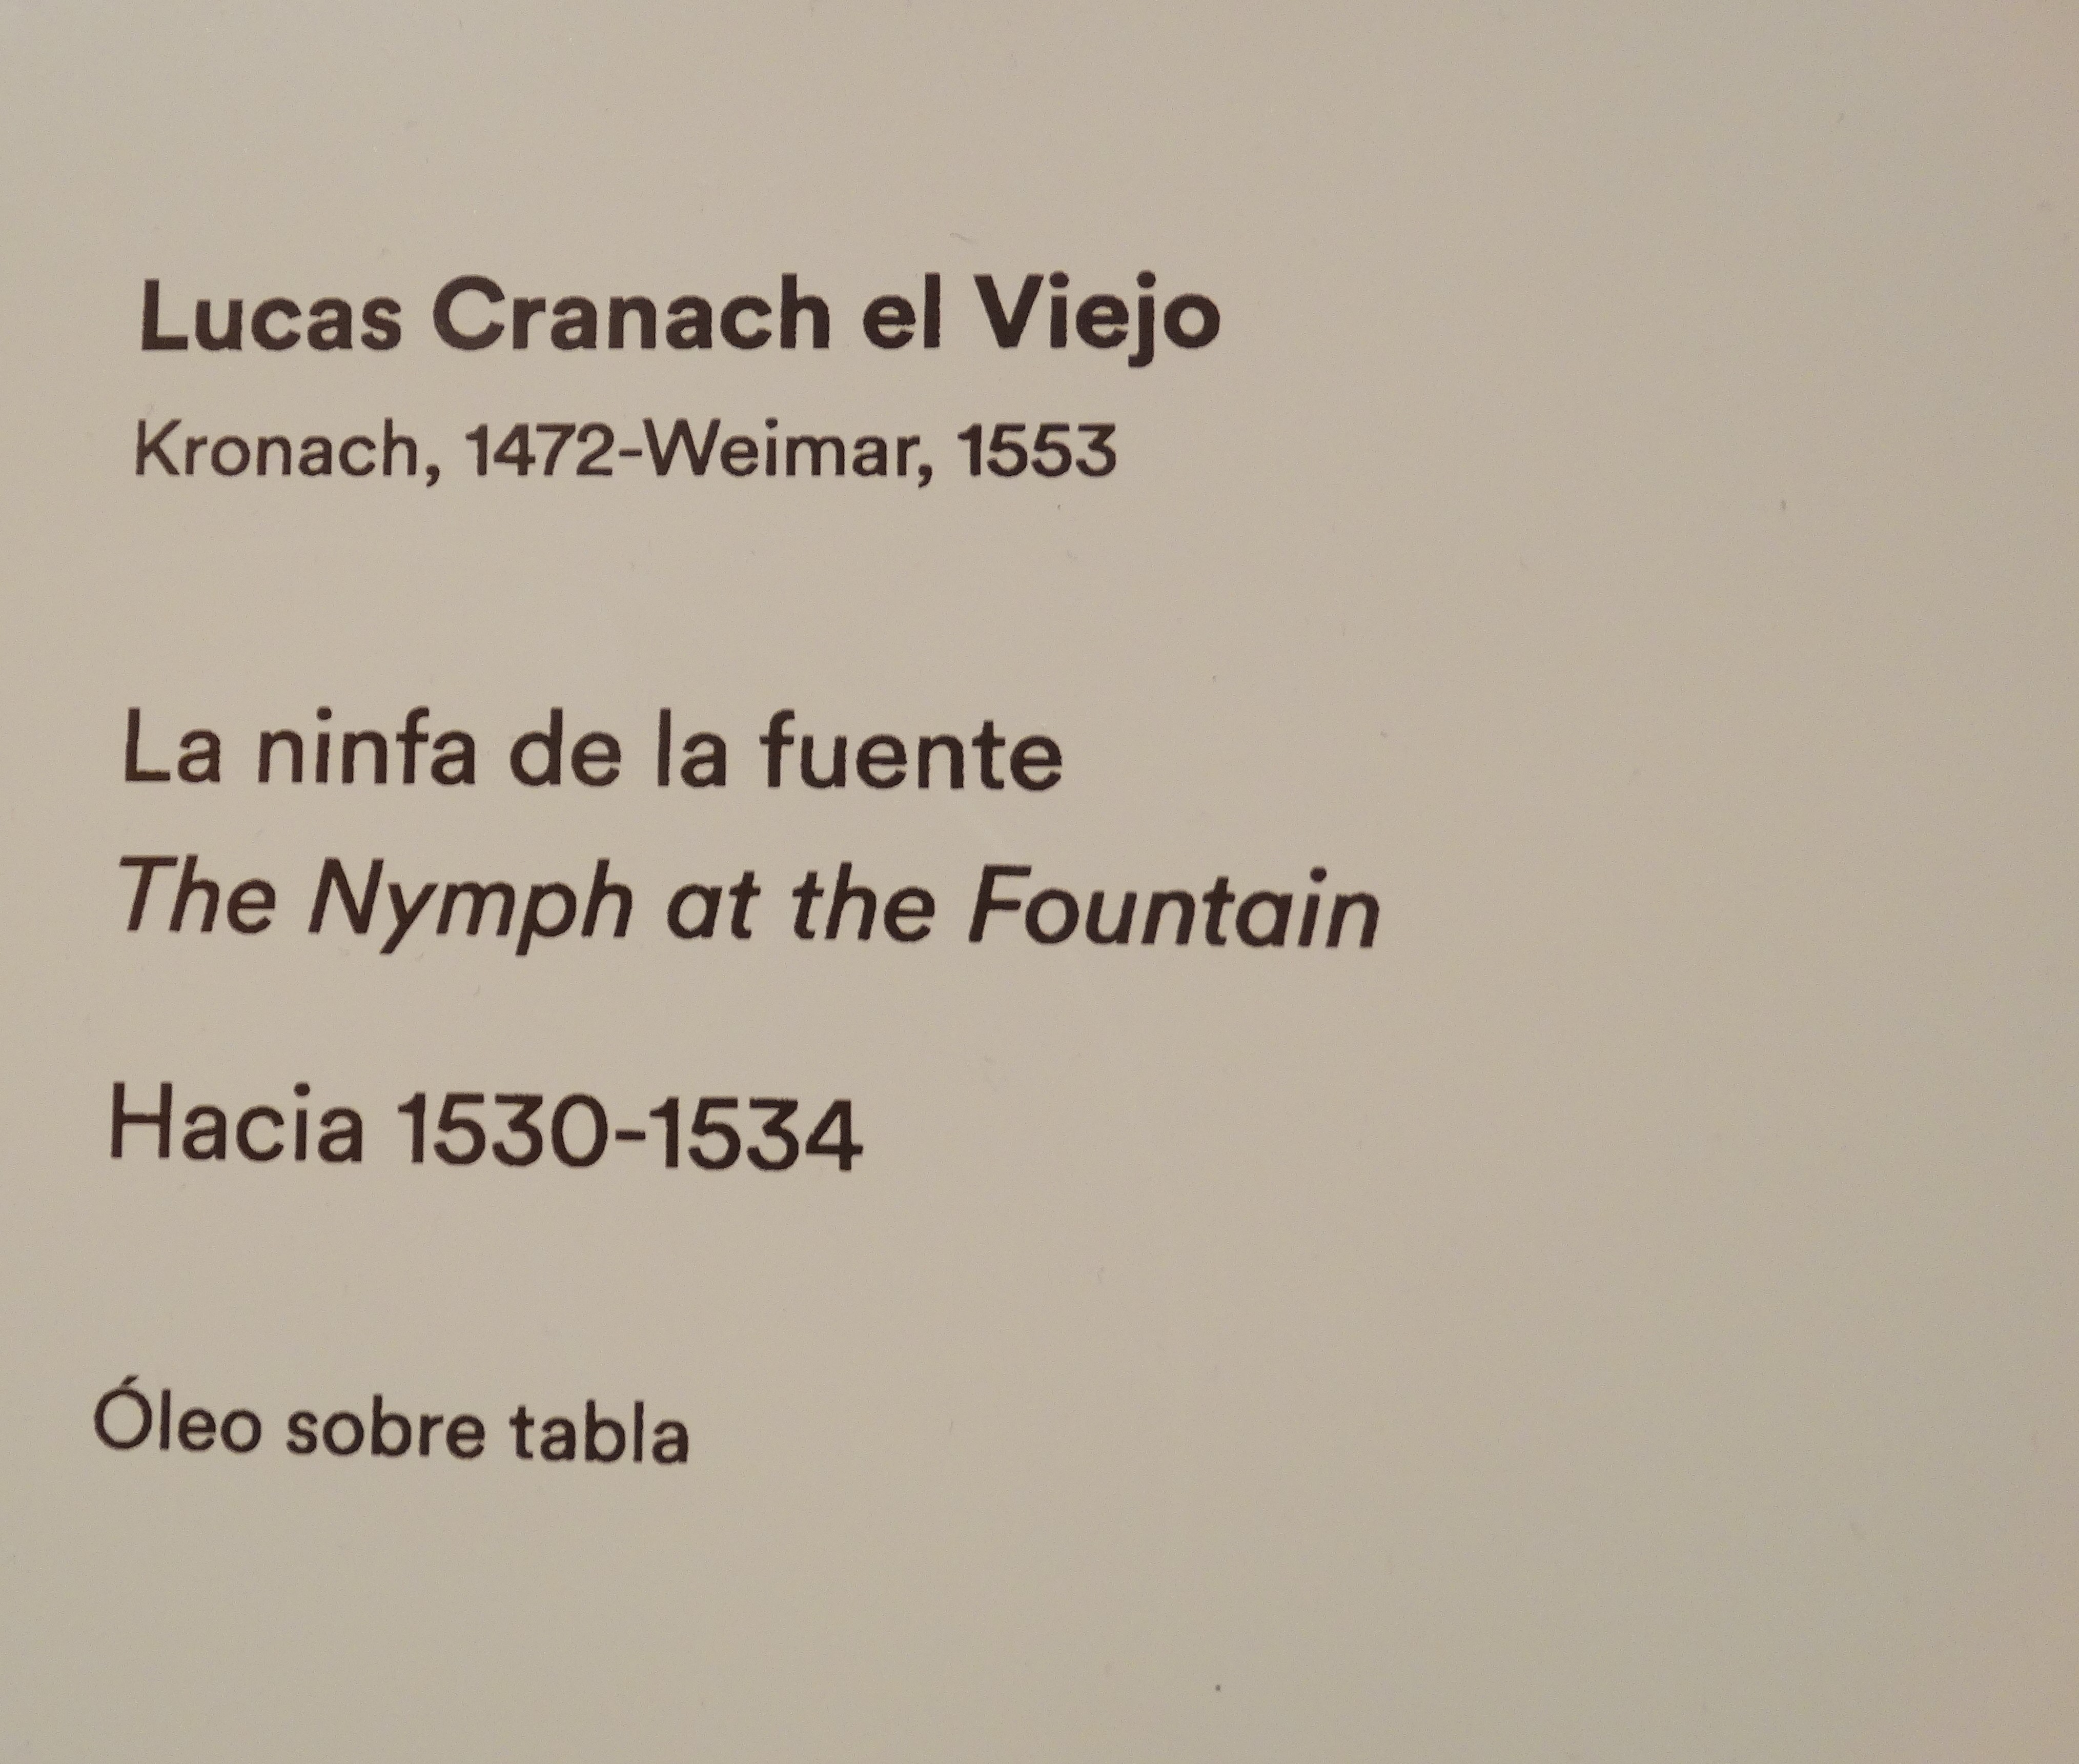 Lucas Cranach el Viejo
Kronach, 1472-Weimar, 1553
La ninfa de la fuente
The Nymph at the Fountain
Hacia 1530-1534
Óleo sobre tabla